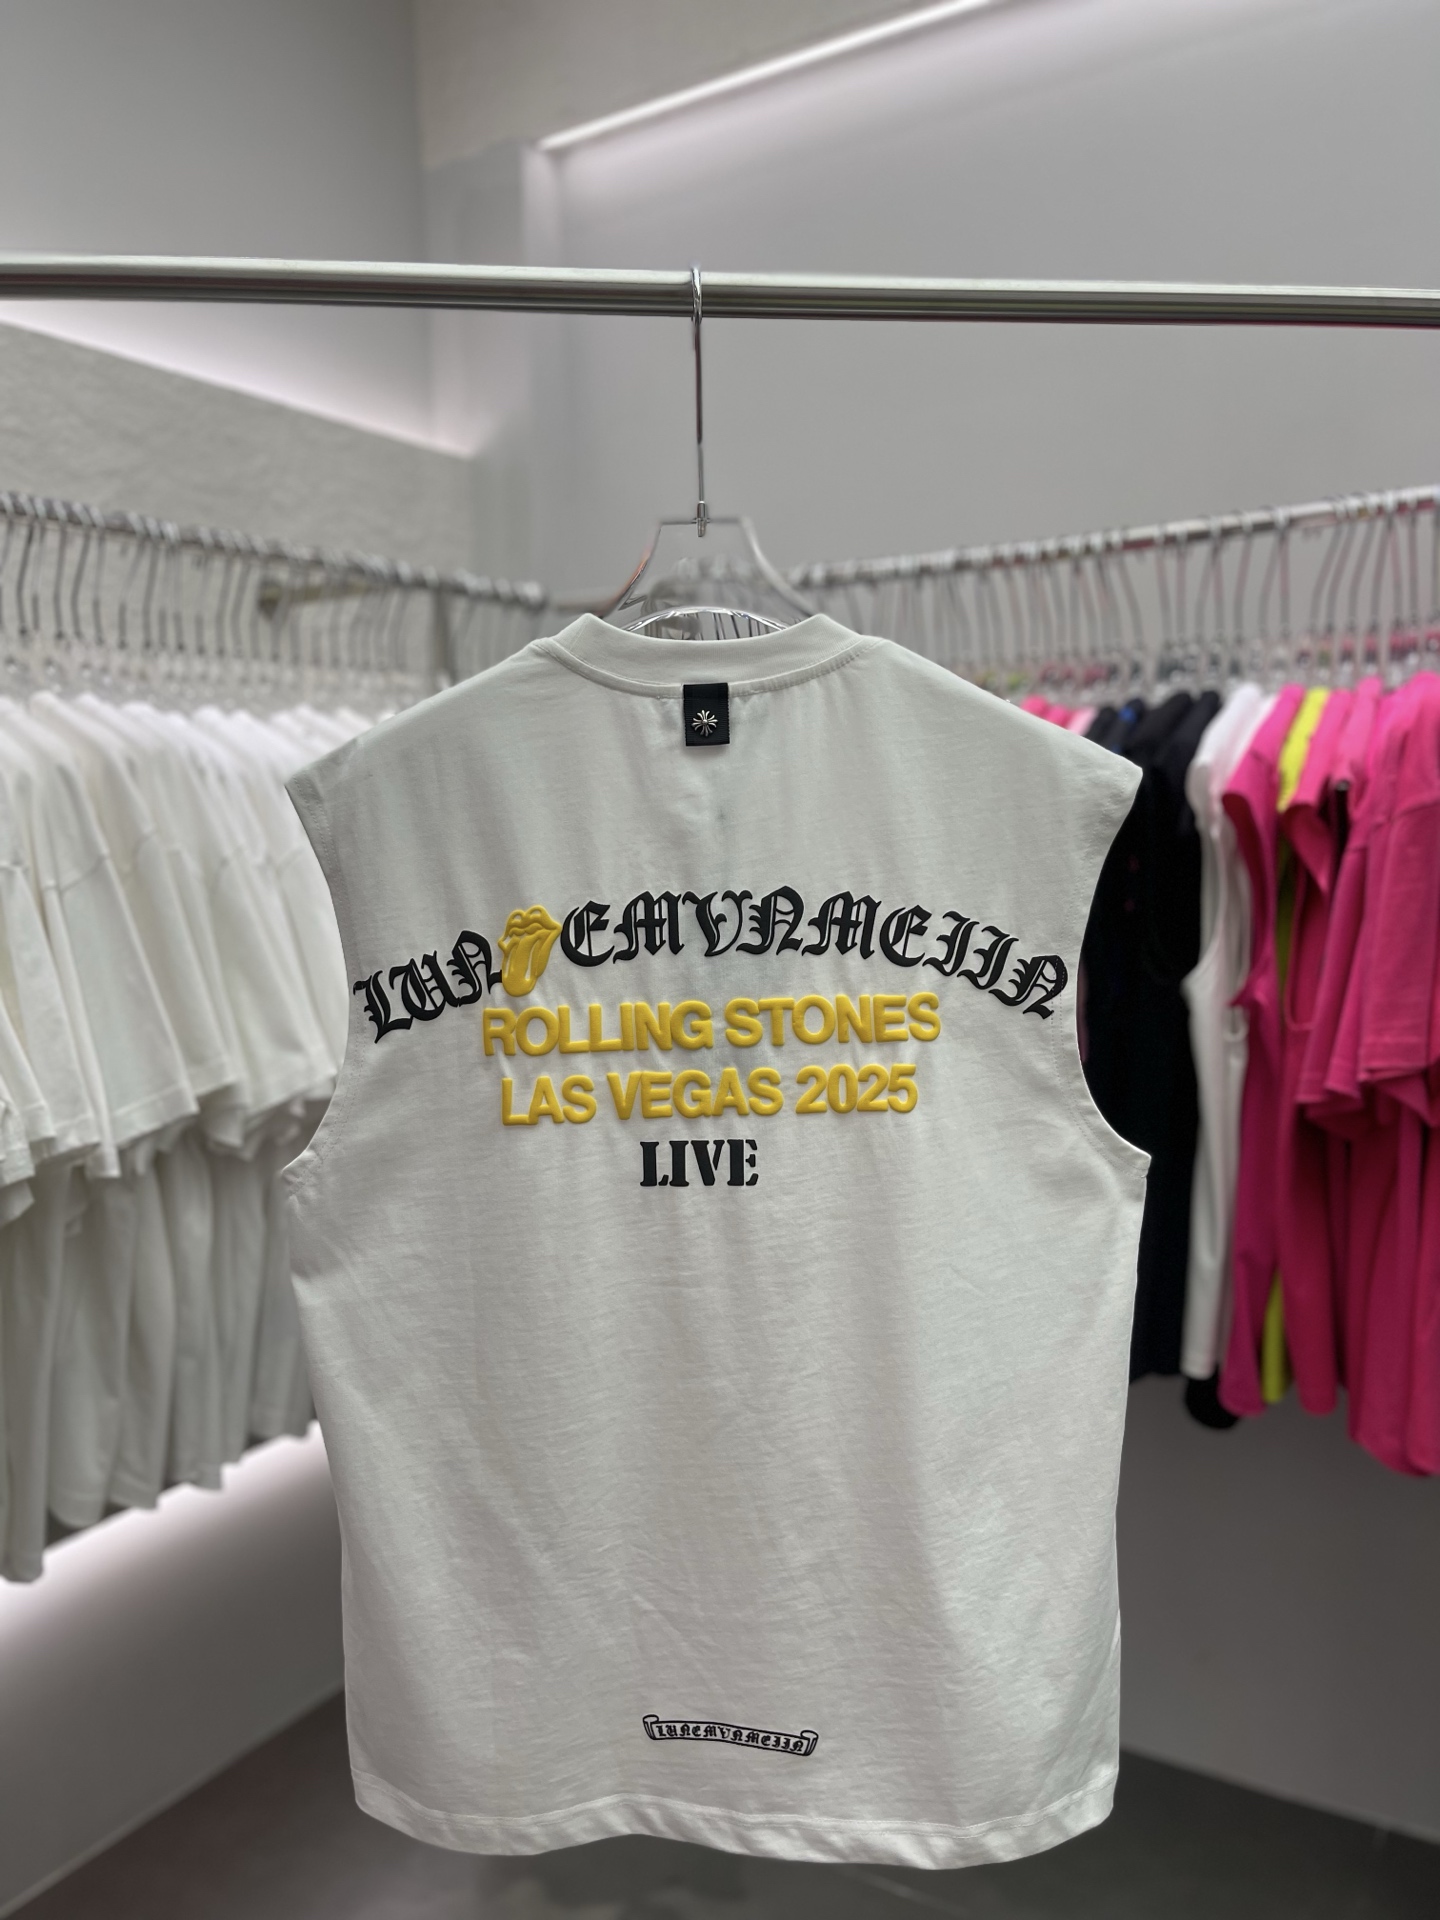 LUNEMVNMEIIN
ROLLING STONES
LAS VEGAS 2025
LIVE
LUNEMVNMEIIN